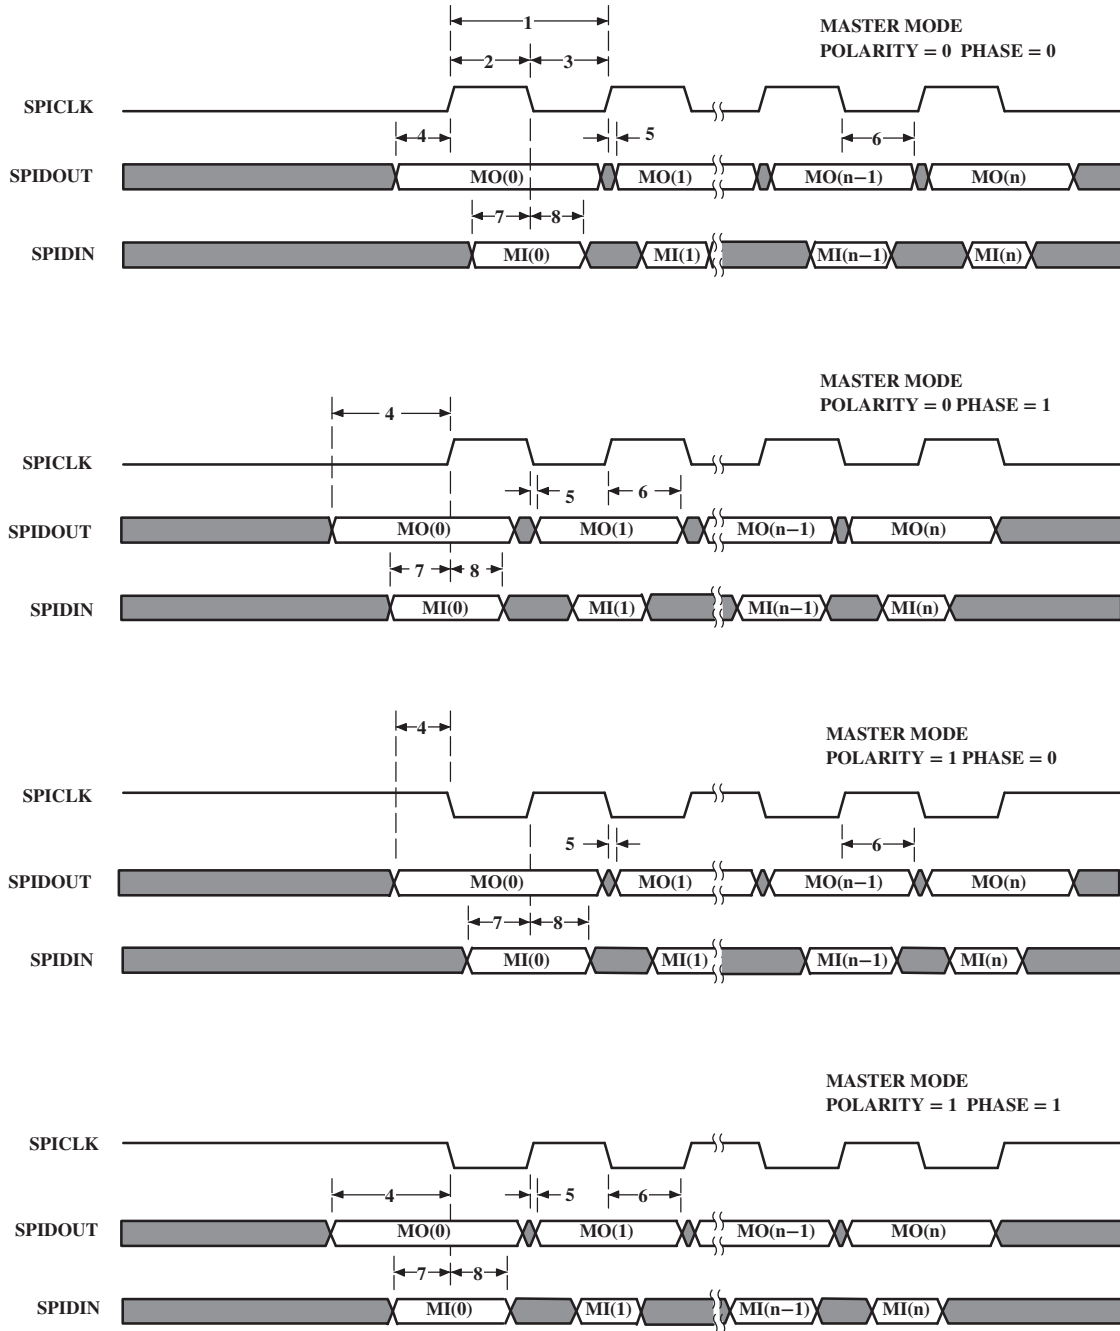 1
MASTER MODE
POLARITY = 0 PHASE = 0
2 3
SPICLK
4 5 6
SPIDOUT MO(0) MO(1) MO(n−1) MO(n)
7 8
SPIDIN MI(0) MI(1) MI(n−1) MI(n)
MASTER MODE
POLARITY = 0 PHASE = 1
4
SPICLK
5 6
SPIDOUT MO(0) MO(1) MO(n−1) MO(n)
7 8
SPIDIN MI(0) MI(1) MI(n−1) MI(n)
4
MASTER MODE
POLARITY = 1 PHASE = 0
SPICLK
5 6
SPIDOUT MO(0) MO(1) MO(n−1) MO(n)
7 8
SPIDIN MI(0) MI(1) MI(n−1) MI(n)
MASTER MODE
POLARITY = 1 PHASE = 1
SPICLK
4 5 6
SPIDOUT MO(0) MO(1) MO(n−1) MO(n)
7 8
SPIDIN MI(0) MI(1) MI(n−1) MI(n)